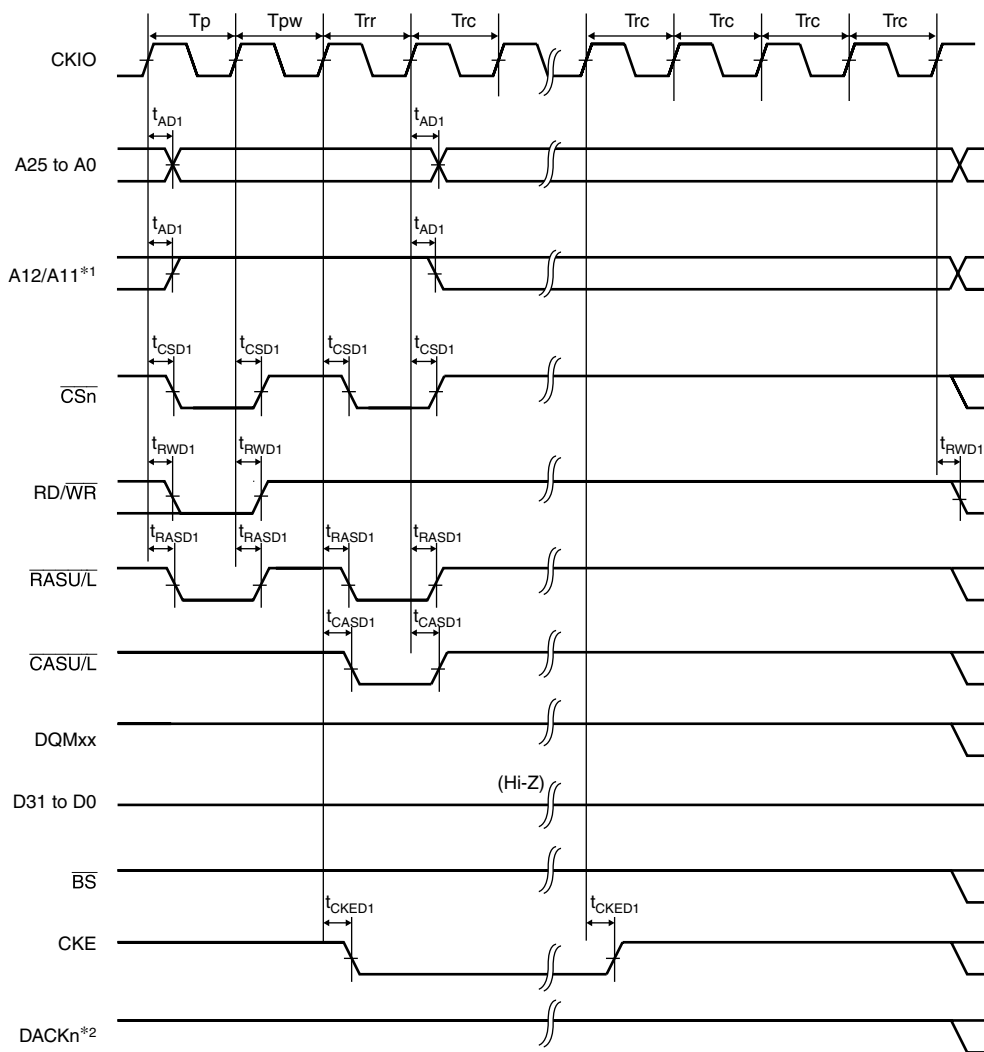 Tp Tpw Trr Trc Trc Trc Trc Trc
CKIO
tAD1 tAD1
A25 to A0
tAD1 tAD1
A12/A11*1
tCSD1 tCSD1 tCSD1 tCSD1
CSn
tRWD1 tRWD1 tRWD1
RD/WR
tRASD1 tRASD1 tRASD1 tRASD1
RASU/L
tCASD1 tCASD1
CASU/L
DQMxx
(Hi-Z)
D31 to D0
BS
tCKED1 tCKED1
CKE
DACKn*2